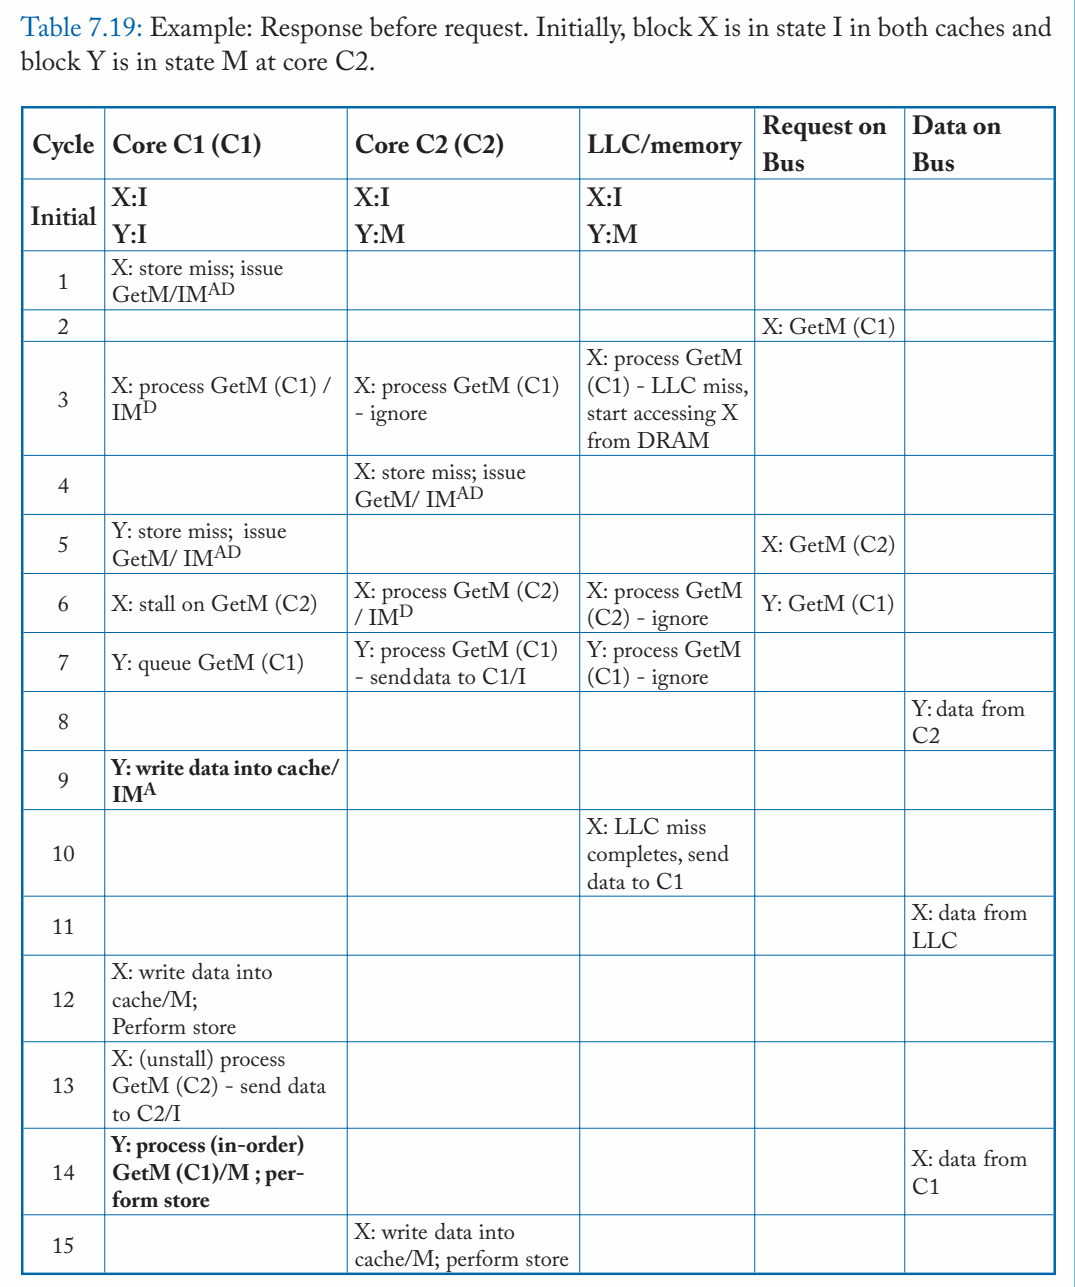 Table 7.19: Example: Response before request. Initially, block X is in state I in both caches and
block Y is in state M at core C2.
Cycle Core C1 (C1) Core C2 (C2) LLC/memory Request on Bus Data on Bus
Initial
X:I
Y:I
X:I
Y:M
X:I
Y:M
1
X: store miss; issue
GetM/IMAD
2
X: GetM (C1)
3
X: process GetM (C1) /
IMD
X: process GetM (C1)
- ignore
X: process GetM
(C1) - LLC miss,
start accessing X
from DRAM
4
X: store miss; issue
GetM/ IMAD
5
Y: store miss; issue
GetM/ IMAD
X: GetM (C2)
6
X: stall on GetM (C2)
X: process GetM (C2)
/ IMD
X: process GetM
(C2) - ignore
Y: GetM (C1)
7
Y: queue GetM (C1)
Y: process GetM (C1)
- senddata to C1/I
Y: process GetM
(C1) - ignore
8
Y: data from
C2
9
Y: write data into cache/
IMA
10
X: LLC miss
completes, send
data to C1
11
X: data from
LLC
12
X: write data into
cache/M;
Perform store
13
X: (unstall) process
GetM (C2) - send data
to C2/I
14
Y: process (in-order)
GetM (C1)/M ; per-
form store
X: data from
C1
15
X: write data into
cache/M; perform store